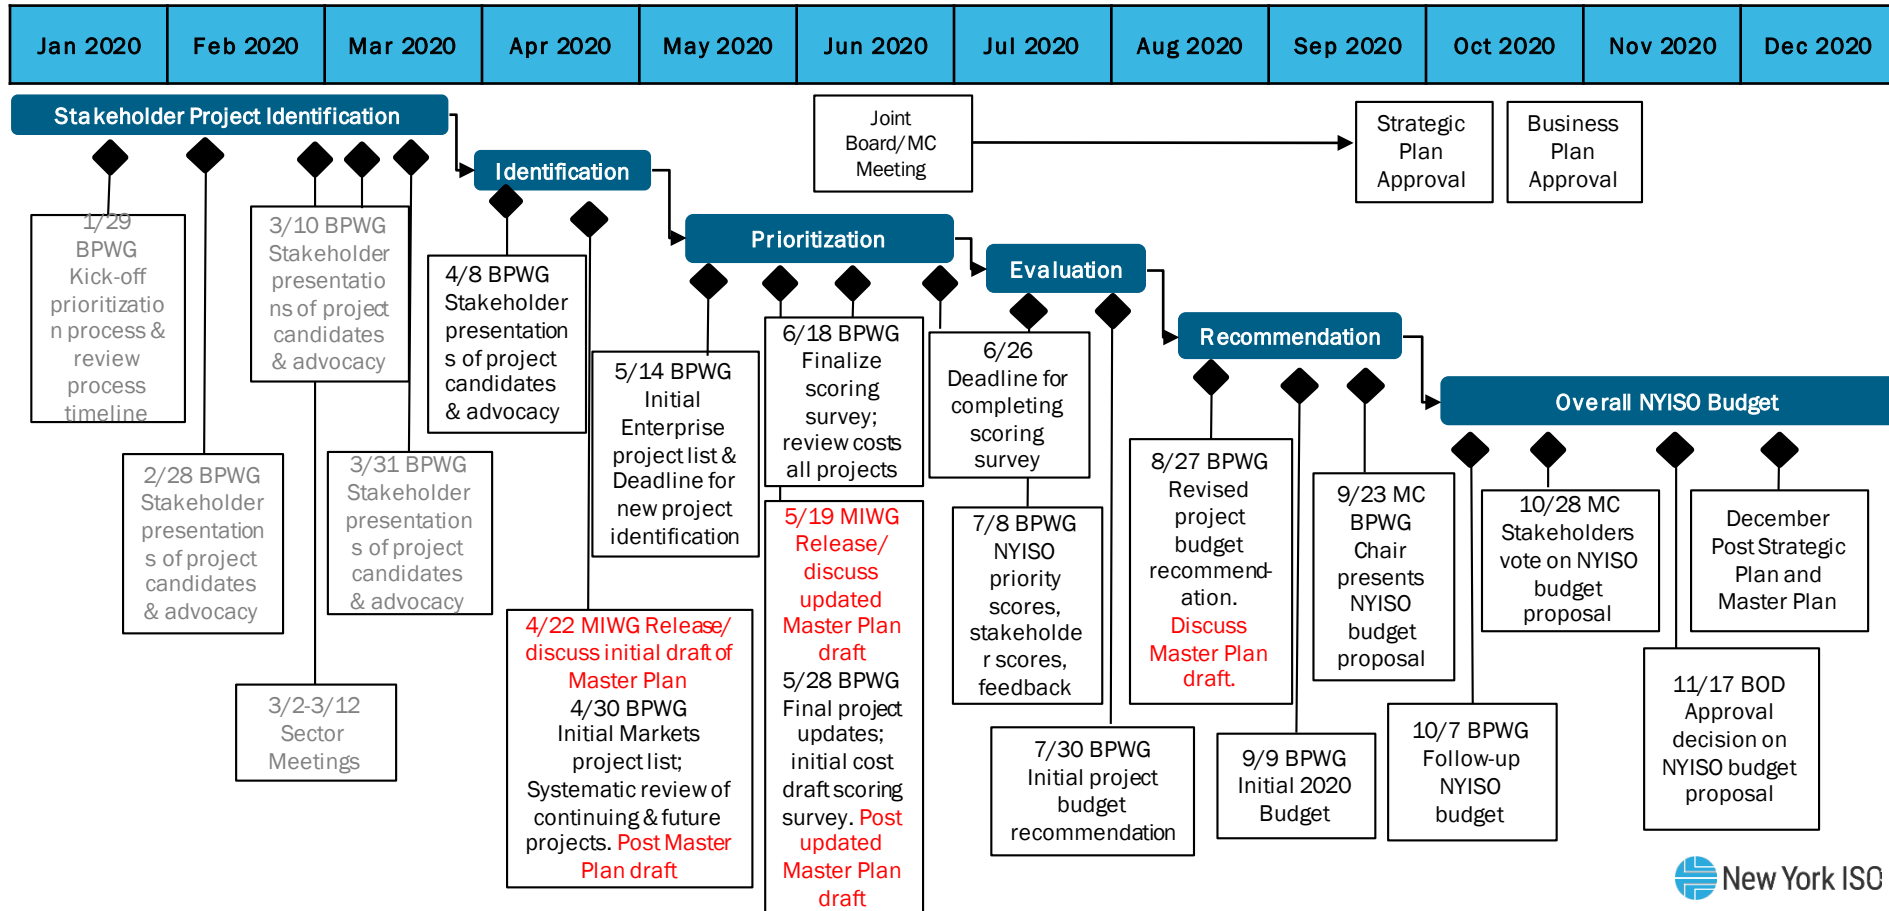 Jan 2020
Feb 2020
Mar 2020
Apr 2020
May 2020
Jun 2020
Jul 2020
Aug 2020
Sep 2020
Oct 2020
Nov 2020
Dec 2020
Stakeholder Project Identification
Identification
Prioritization
Evaluation
Recommendation
Overall NYISO Budget
Joint
Board/MC
Meeting
Strategic
Plan
Approval
Business
Plan
Approval
1/29
BPWG
Kick-off
prioritizatio
n process &
review
process
timeline
2/28 BPWG
Stakeholder
presentation
s of project
candidates
& advocacy
3/10 BPWG
Stakeholder
presentatio
ns of project
candidates
& advocacy
3/2-3/12
Sector
Meetings
3/31 BPWG
Stakeholder
presentation
s of project
candidates
& advocacy
4/8 BPWG
Stakeholder
presentation
s of project
candidates
& advocacy
4/22 MIWG Release/
discuss initial draft of
Master Plan
4/30 BPWG
Initial Markets
project list;
Systematic review of
continuing & future
projects. Post Master
Plan draft
5/14 BPWG
Initial
Enterprise
project list &
Deadline for
new project
identification
6/18 BPWG
Finalize
scoring
survey;
review costs
all projects
5/19 MIWG
Release/
discuss
updated
Master Plan
draft
5/28 BPWG
Final project
updates;
initial cost
draft scoring
survey. Post
updated
Master Plan
draft
6/26
Deadline for
completing
scoring
survey
7/8 BPWG
NYISO
priority
scores,
stakeholde
r scores,
feedback
7/30 BPWG
Initial project
budget
recommendation
8/27 BPWG
Revised
project
budget
recommend-
ation.
Discuss
Master Plan
draft.
9/9 BPWG
Initial 2020
Budget
9/23 MC
BPWG
Chair
presents
NYISO
budget
proposal
10/7 BPWG
Follow-up
NYISO
budget
10/28 MC
Stakeholders
vote on NYISO
budget
proposal
11/17 BOD
Approval
decision on
NYISO budget
proposal
December
Post Strategic
Plan and
Master Plan
New York ISO